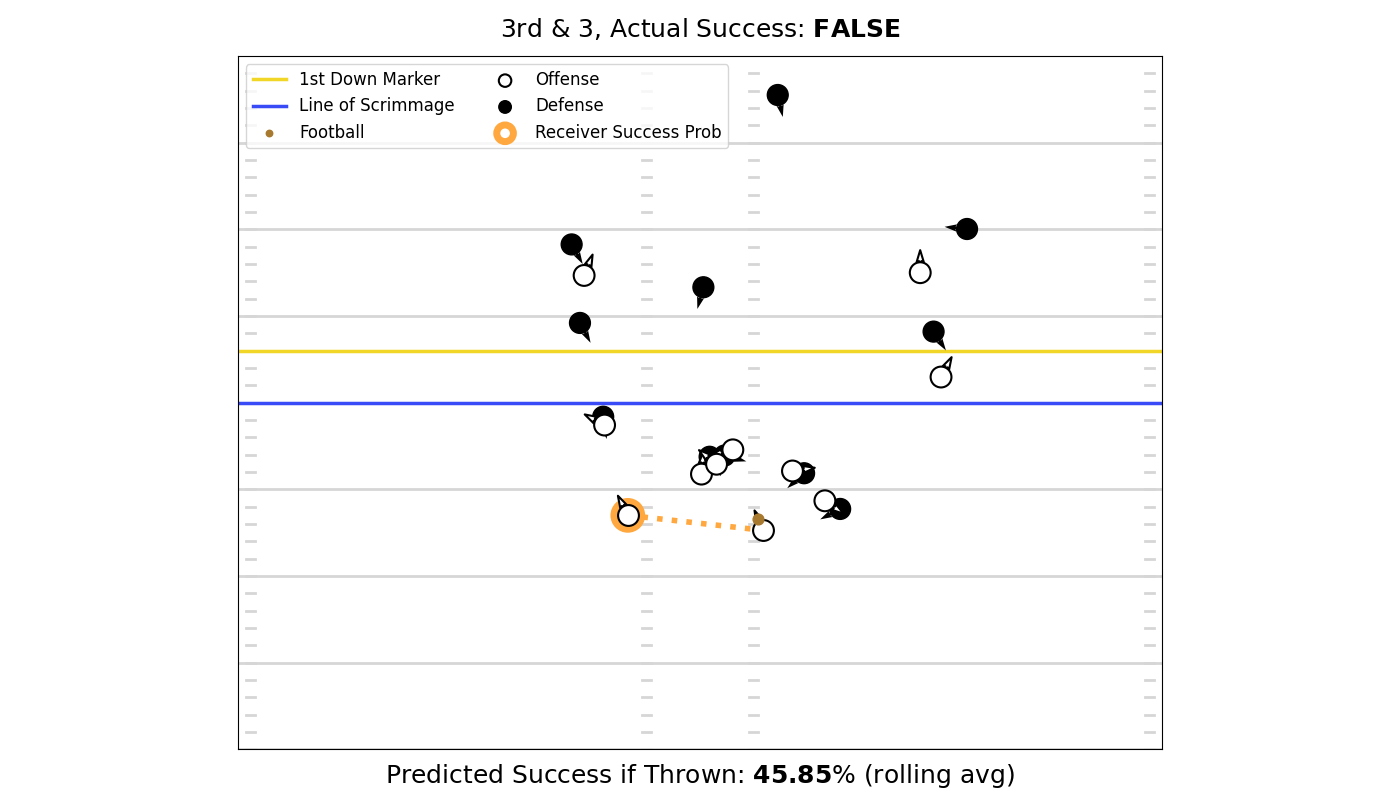 3rd & 3, Actual Success: FALSE
1st Down Marker
Line of Scrimmage
Football
Offense
Defense
Receiver Success Prob
Predicted Success if Thrown: 45.85% (rolling avg)